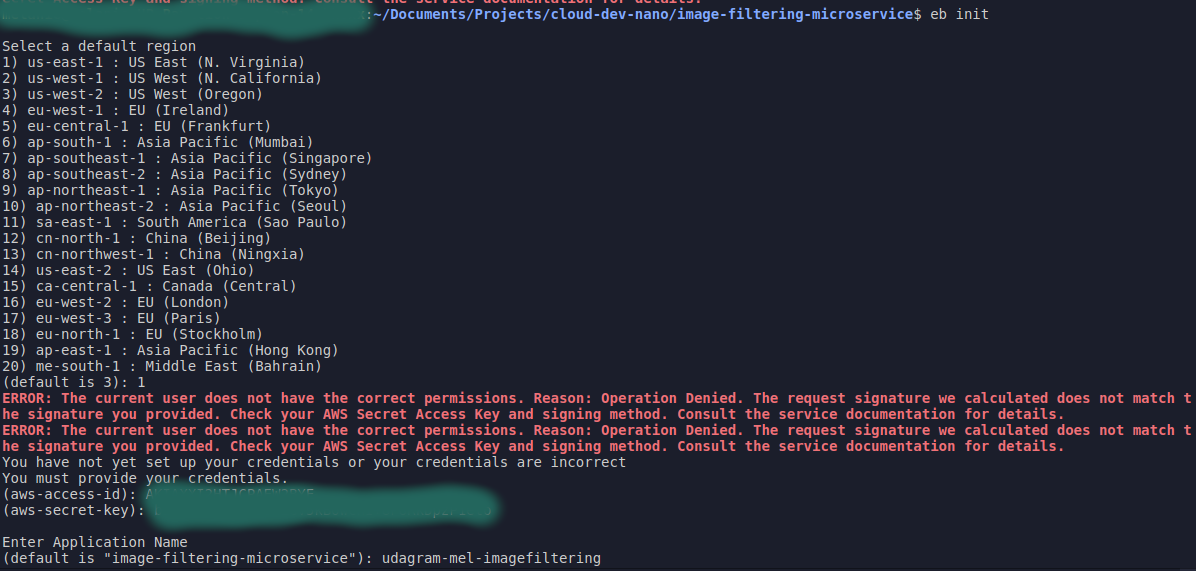 error: Access Key and signing method. Consult the service documentation for details.
:~/Documents/Projects/cloud-dev-nano/image-filtering-microservice$ eb init
Select a default region
1) us-east-1 : US East (N. Virginia)
2) us-west-1 : US West (N. California)
3) us-west-2 : US West (Oregon)
4) eu-west-1 : EU (Ireland)
5) eu-central-1 : EU (Frankfurt)
6) ap-south-1 : Asia Pacific (Mumbai)
7) ap-southeast-1 : Asia Pacific (Singapore)
8) ap-southeast-2 : Asia Pacific (Sydney)
9) ap-northeast-1 : Asia Pacific (Tokyo)
10) ap-northeast-2 : Asia Pacific (Seoul)
11) sa-east-1 : South America (Sao Paulo)
12) cn-north-1 : China (Beijing)
13) cn-northwest-1 : China (Ningxia)
14) us-east-2 : US East (Ohio)
15) ca-central-1 : Canada (Central)
16) eu-west-2 : EU (London)
17) eu-west-3 : EU (Paris)
18) eu-north-1 : EU (Stockholm)
19) ap-east-1 : Asia Pacific (Hong Kong)
20) me-south-1 : Middle East (Bahrain)
(default is 3): 1
ERROR: The current user does not have the correct permissions. Reason: Operation Denied. The request signature we calculated does not match t
he signature you provided. Check your AWS Secret Access Key and signing method. Consult the service documentation for details.
ERROR: The current user does not have the correct permissions. Reason: Operation Denied. The request signature we calculated does not match t
he signature you provided. Check your AWS Secret Access Key and signing method. Consult the service documentation for details.
You have not yet set up your credentials or your credentials are incorrect
You must provide your credentials.
(aws-access-id):
(aws-secret-key):
Enter Application Name
(default is "image-filtering-microservice"): udagram-mel-imagefiltering